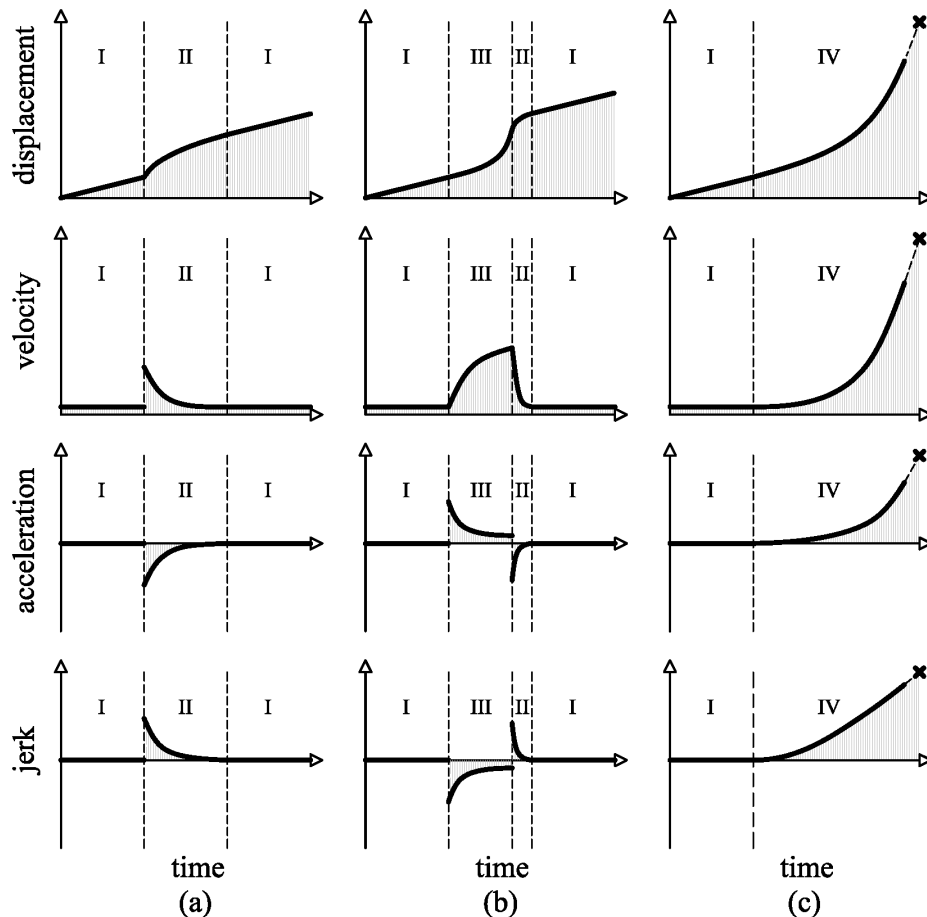 displacement
I II I
I III II I
I IV
velocity
I II I
I III II I
I IV
acceleration
I II I
I III II I
I IV
jerk
I II I
I III II I
I IV
time
time
time
(a)
(b)
(c)